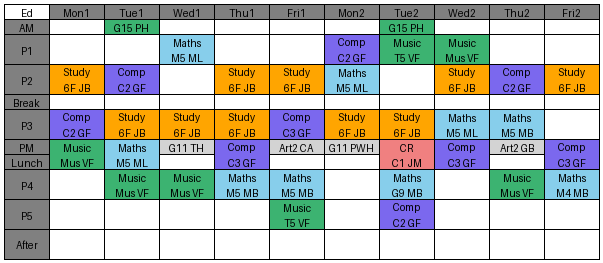 Ed Mon1 Tue1 Wed1 Thu1 Fri1 Mon2 Tue2 Wed2 Thu2 Fri2
AM G15 PH G15 PH
P1 Maths Comp Music Music
M5 ML C2 GF T5 VF Mus VF
P2 Study Comp Study Study Maths Study Comp Study
6F JB C2 GF 6F JB 6F JB M5 ML 6F JB C2 GF 6F JB
Break
P3 Comp Study Study Study Comp Study Study Maths Maths
C2 GF 6F JB 6F JB 6F JB C3 GF 6F JB 6F JB M5 ML M5 MB
PM Music Maths G11 TH Comp Art2 CA G11 PWH CR Comp Art2 GB Comp
Lunch Mus VF M5 ML C3 GF C1 JM C3 GF C3 GF
P4 Music Music Maths Maths Maths Music Maths
Mus VF Mus VF M5 MB M5 MB G9 MB Mus VF M4 MB
P5 Music Comp
T5 VF C2 GF
After